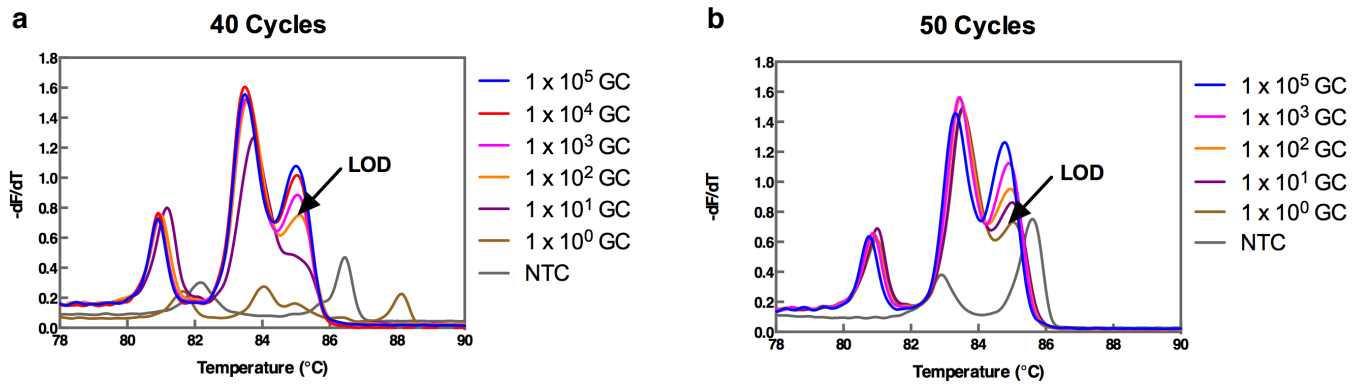 a
40 Cycles
-dF/dT
1.8
1.6
1.4
1.2
1.0
0.8
0.6
0.4
0.2
0.0
78
80
82
84
86
88
90
Temperature (°C)
LOD
1 x 10⁵ GC
1 x 10⁴ GC
1 x 10³ GC
1 x 10² GC
1 x 10¹ GC
1 x 10⁰ GC
NTC
b
50 Cycles
-dF/dT
1.8
1.6
1.4
1.2
1.0
0.8
0.6
0.4
0.2
0.0
78
80
82
84
86
88
90
Temperature (°C)
LOD
1 x 10⁵ GC
1 x 10³ GC
1 x 10² GC
1 x 10¹ GC
1 x 10⁰ GC
NTC